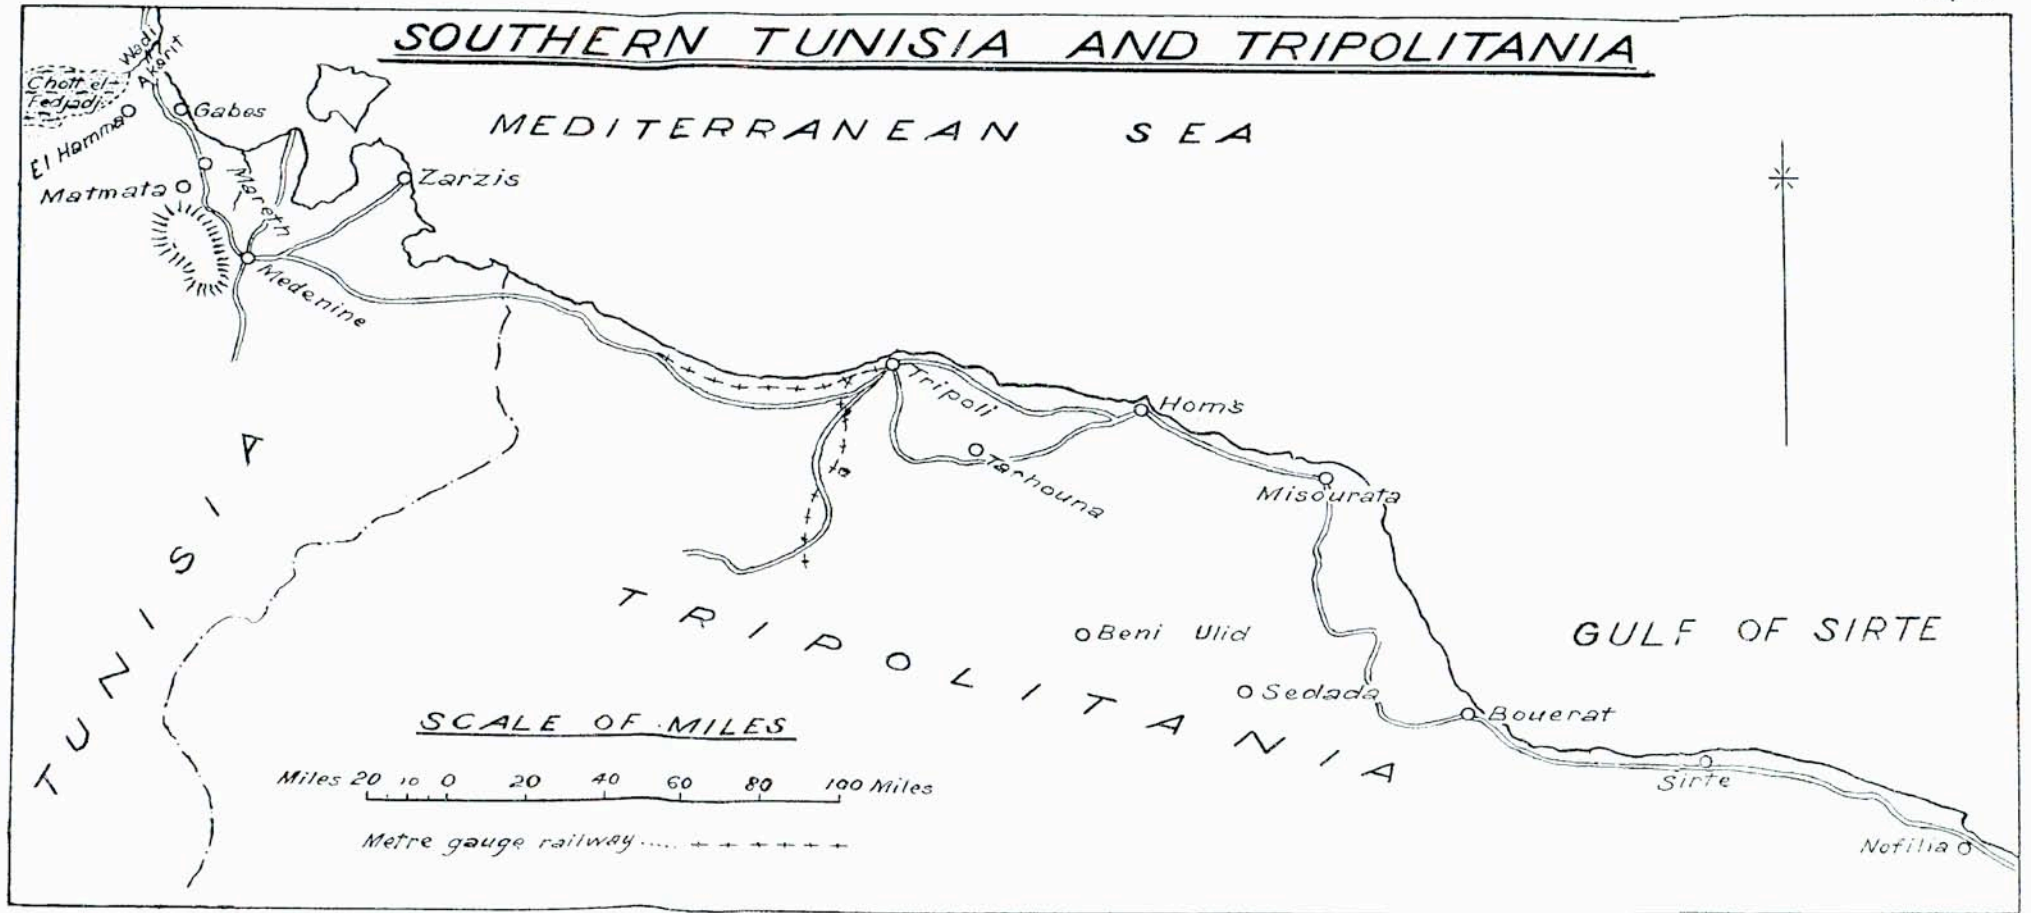 SOUTHERN TUNISIA AND TRIPOLITANIA
MEDITERRANEAN SEA
Wadi
Akarit
Chott el
Fedjadj
El Hamma
Gabes
Matmata
Mareth
Zarzis
Medenine
TUZISIA
Tripoli
Homs
Tarhouna
Misourata
TRIPOLITANIA
Beni Ulid
Sedada
GULF OF SIRTE
Bouerat
Sirte
Nofilia
SCALE OF MILES
Miles 20 10 0 20 40 60 80 100 Miles
Metre gauge railway.....